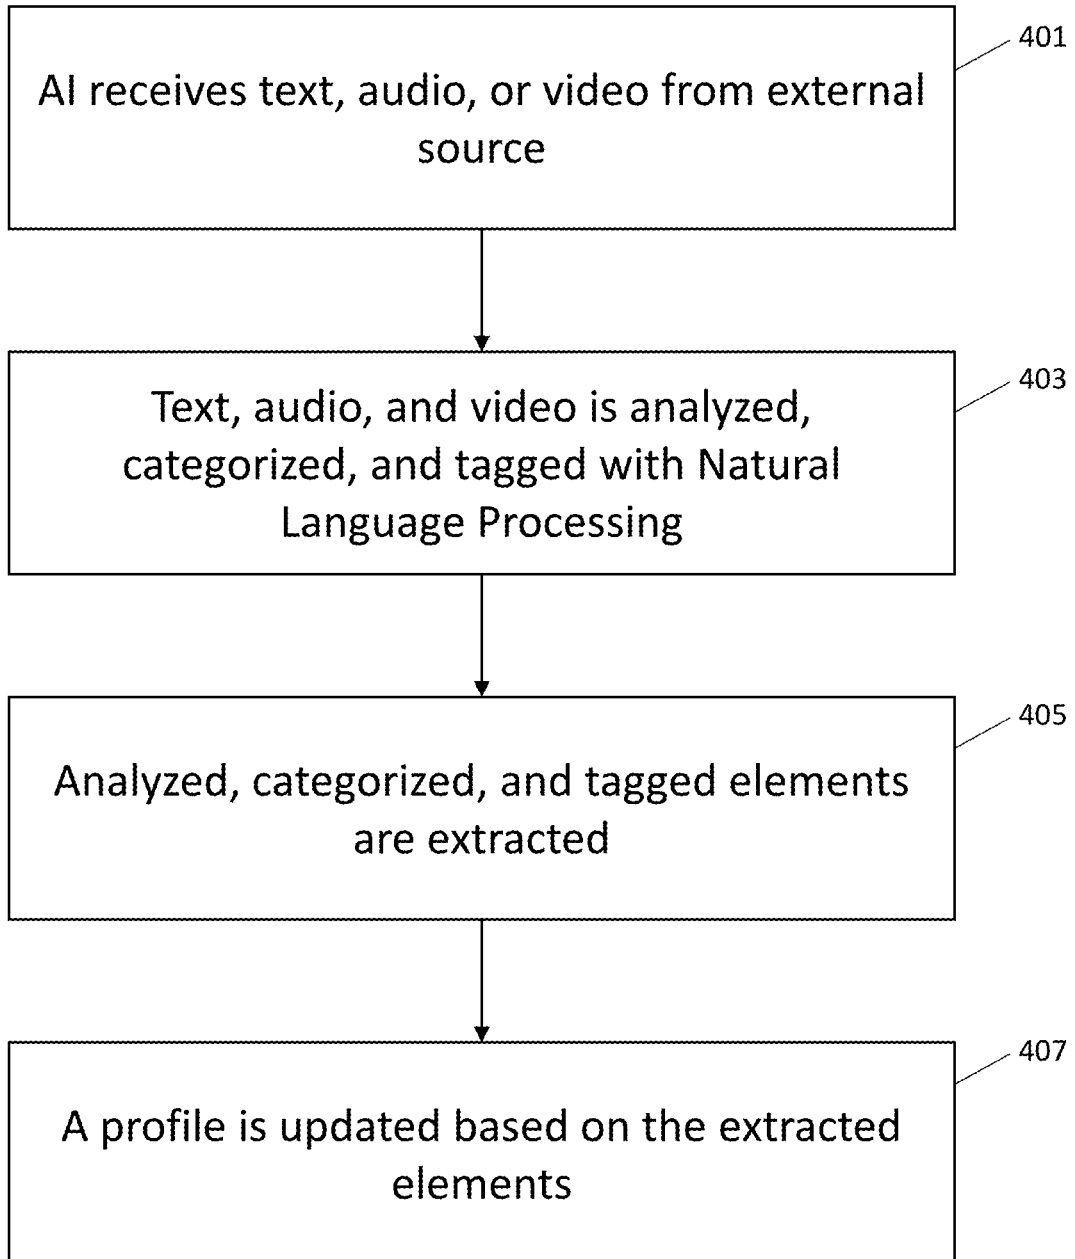 401
AI receives text, audio, or video from external
source
403
Text, audio, and video is analyzed,
categorized, and tagged with Natural
Language Processing
405
Analyzed, categorized, and tagged elements
are extracted
407
A profile is updated based on the extracted
elements